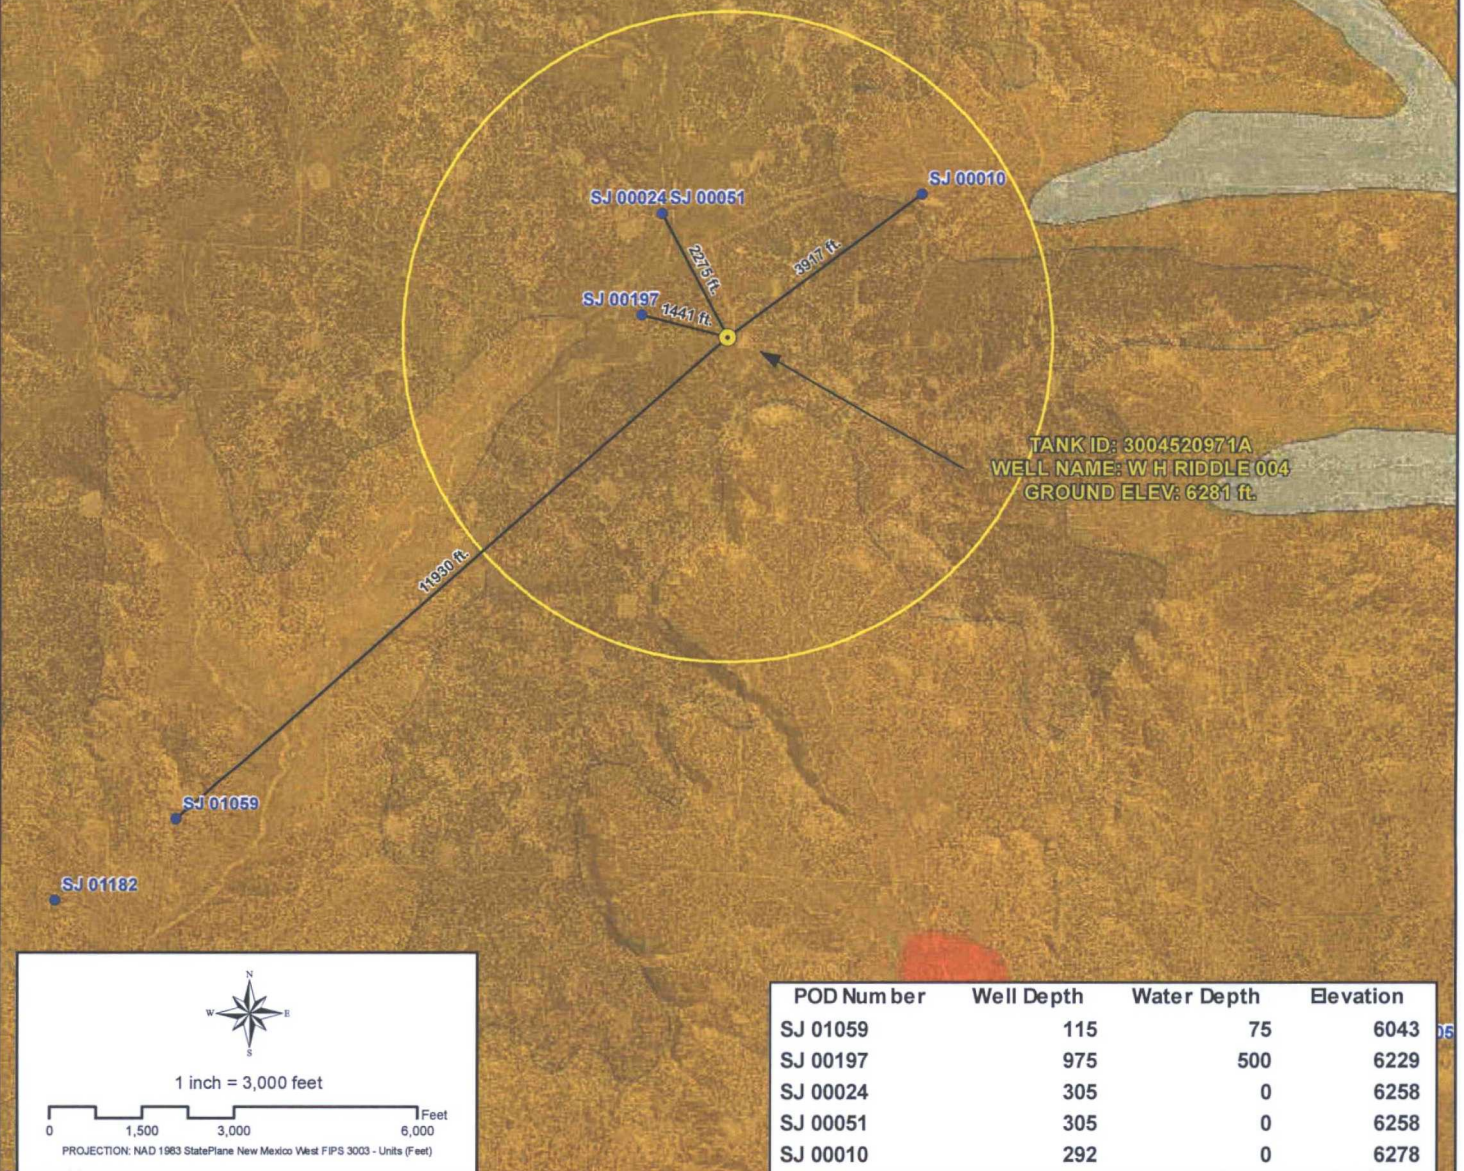 SJ 00010
SJ 00024 SJ 00051
2275 ft.
3917 ft.
SJ 00197
1441 ft.
TANK ID: 3004520971A
WELL NAME: W H RIDDLE 004
GROUND ELEV: 6281 ft.
11930 ft.
SJ 01059
SJ 01182
N
W E
S
1 inch = 3,000 feet
Feet
0 1,500 3,000 6,000
PROJECTION: NAD 1983 StatePlane New Mexico West FIPS 3003 - Units (Feet)
POD Number Well Depth Water Depth Elevation
SJ 01059 115 75 6043
SJ 00197 975 500 6229
SJ 00024 305 0 6258
SJ 00051 305 0 6258
SJ 00010 292 0 6278